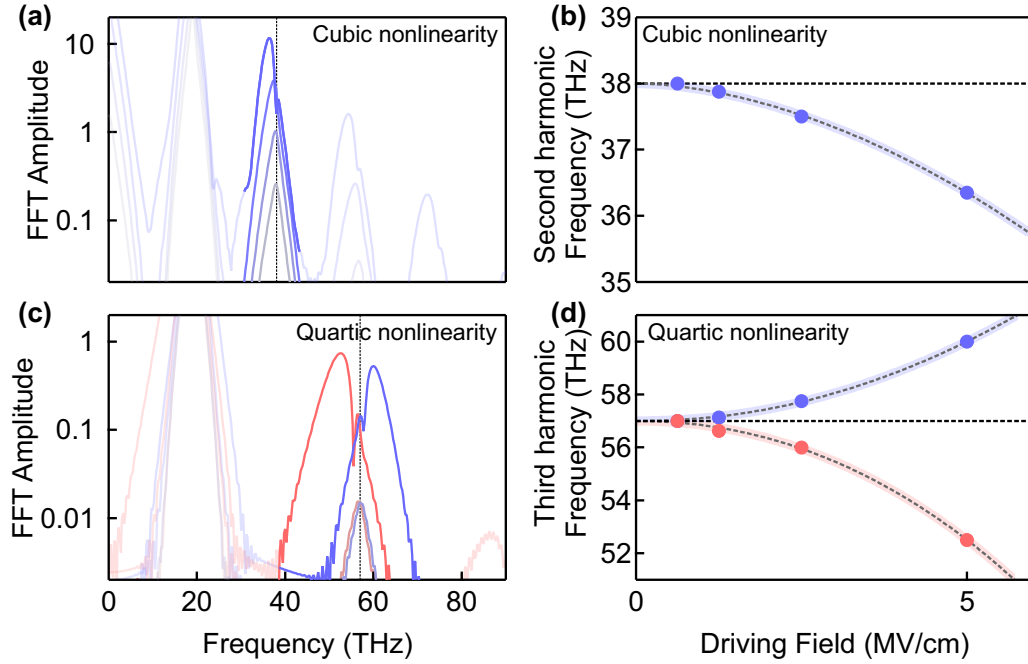 (a)
Cubic nonlinearity
FFT Amplitude
10
1
0.1
(b)
Cubic nonlinearity
Second harmonic
Frequency (THz)
39
38
37
36
35
(c)
Quartic nonlinearity
FFT Amplitude
1
0.1
0.01
0 20 40 60 80
Frequency (THz)
(d)
Quartic nonlinearity
Third harmonic
Frequency (THz)
60
58
56
54
52
0 5
Driving Field (MV/cm)